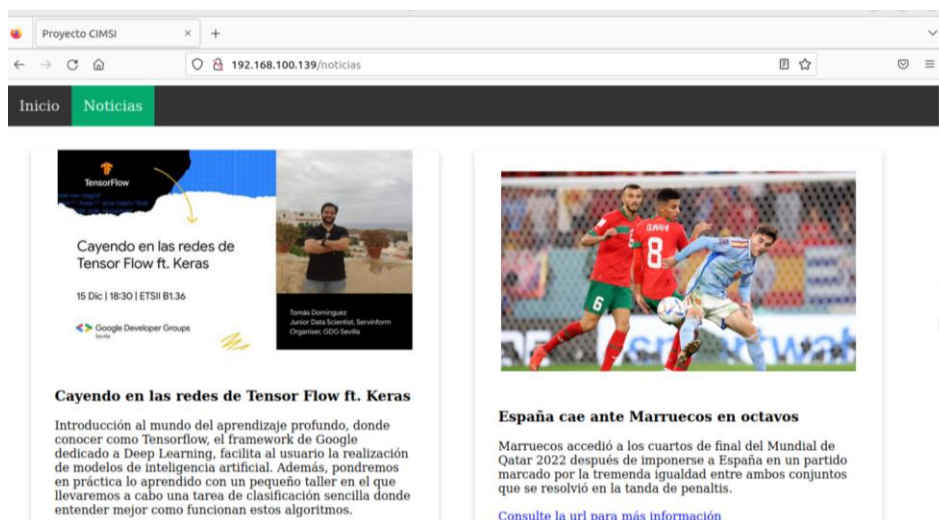 Proyecto CIMSI
192.168.100.139/noticias
Inicio
Noticias
TensorFlow
Cayendo en las redes de
Tensor Flow ft. Keras
15 Dic | 18:30 | ETSII B1.36
Google Developer Groups
Sevilla
Tomás Domínguez
Junior Data Scientist, Servinform
Organiser, GDG Sevilla
Cayendo en las redes de Tensor Flow ft. Keras
Introducción al mundo del aprendizaje profundo, donde
conocer como Tensorflow, el framework de Google
dedicado a Deep Learning, facilita al usuario la realización
de modelos de inteligencia artificial. Además, pondremos
en práctica lo aprendido con un pequeño taller en el que
llevaremos a cabo una tarea de clasificación sencilla donde
entender mejor como funcionan estos algoritmos.
8
6
España cae ante Marruecos en octavos
Marruecos accedió a los cuartos de final del Mundial de
Qatar 2022 después de imponerse a España en un partido
marcado por la tremenda igualdad entre ambos conjuntos
que se resolvió en la tanda de penaltis.
Consulte la url para más información